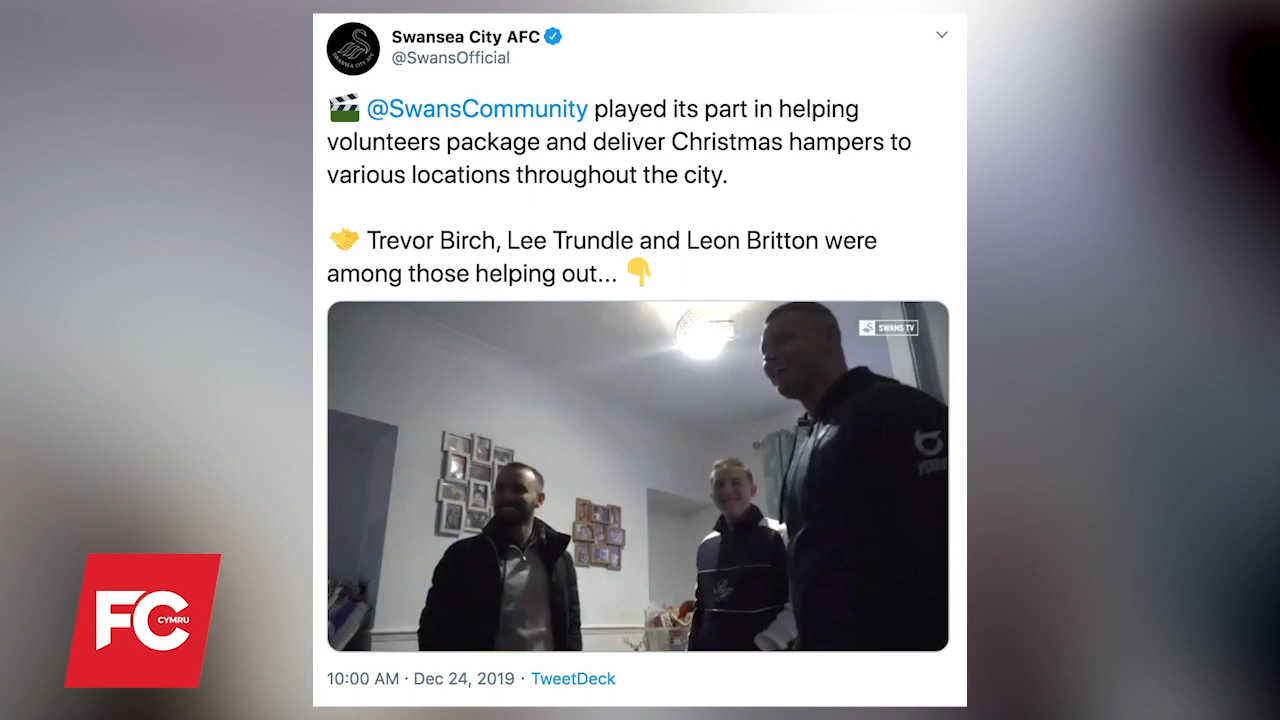 Swansea City AFC
@SwansOfficial
@SwansCommunity played its part in helping
volunteers package and deliver Christmas hampers to
various locations throughout the city.
Trevor Birch, Lee Trundle and Leon Britton were
among those helping out...
SWANS TV
10:00 AM · Dec 24, 2019 · TweetDeck
FC
CYMRU